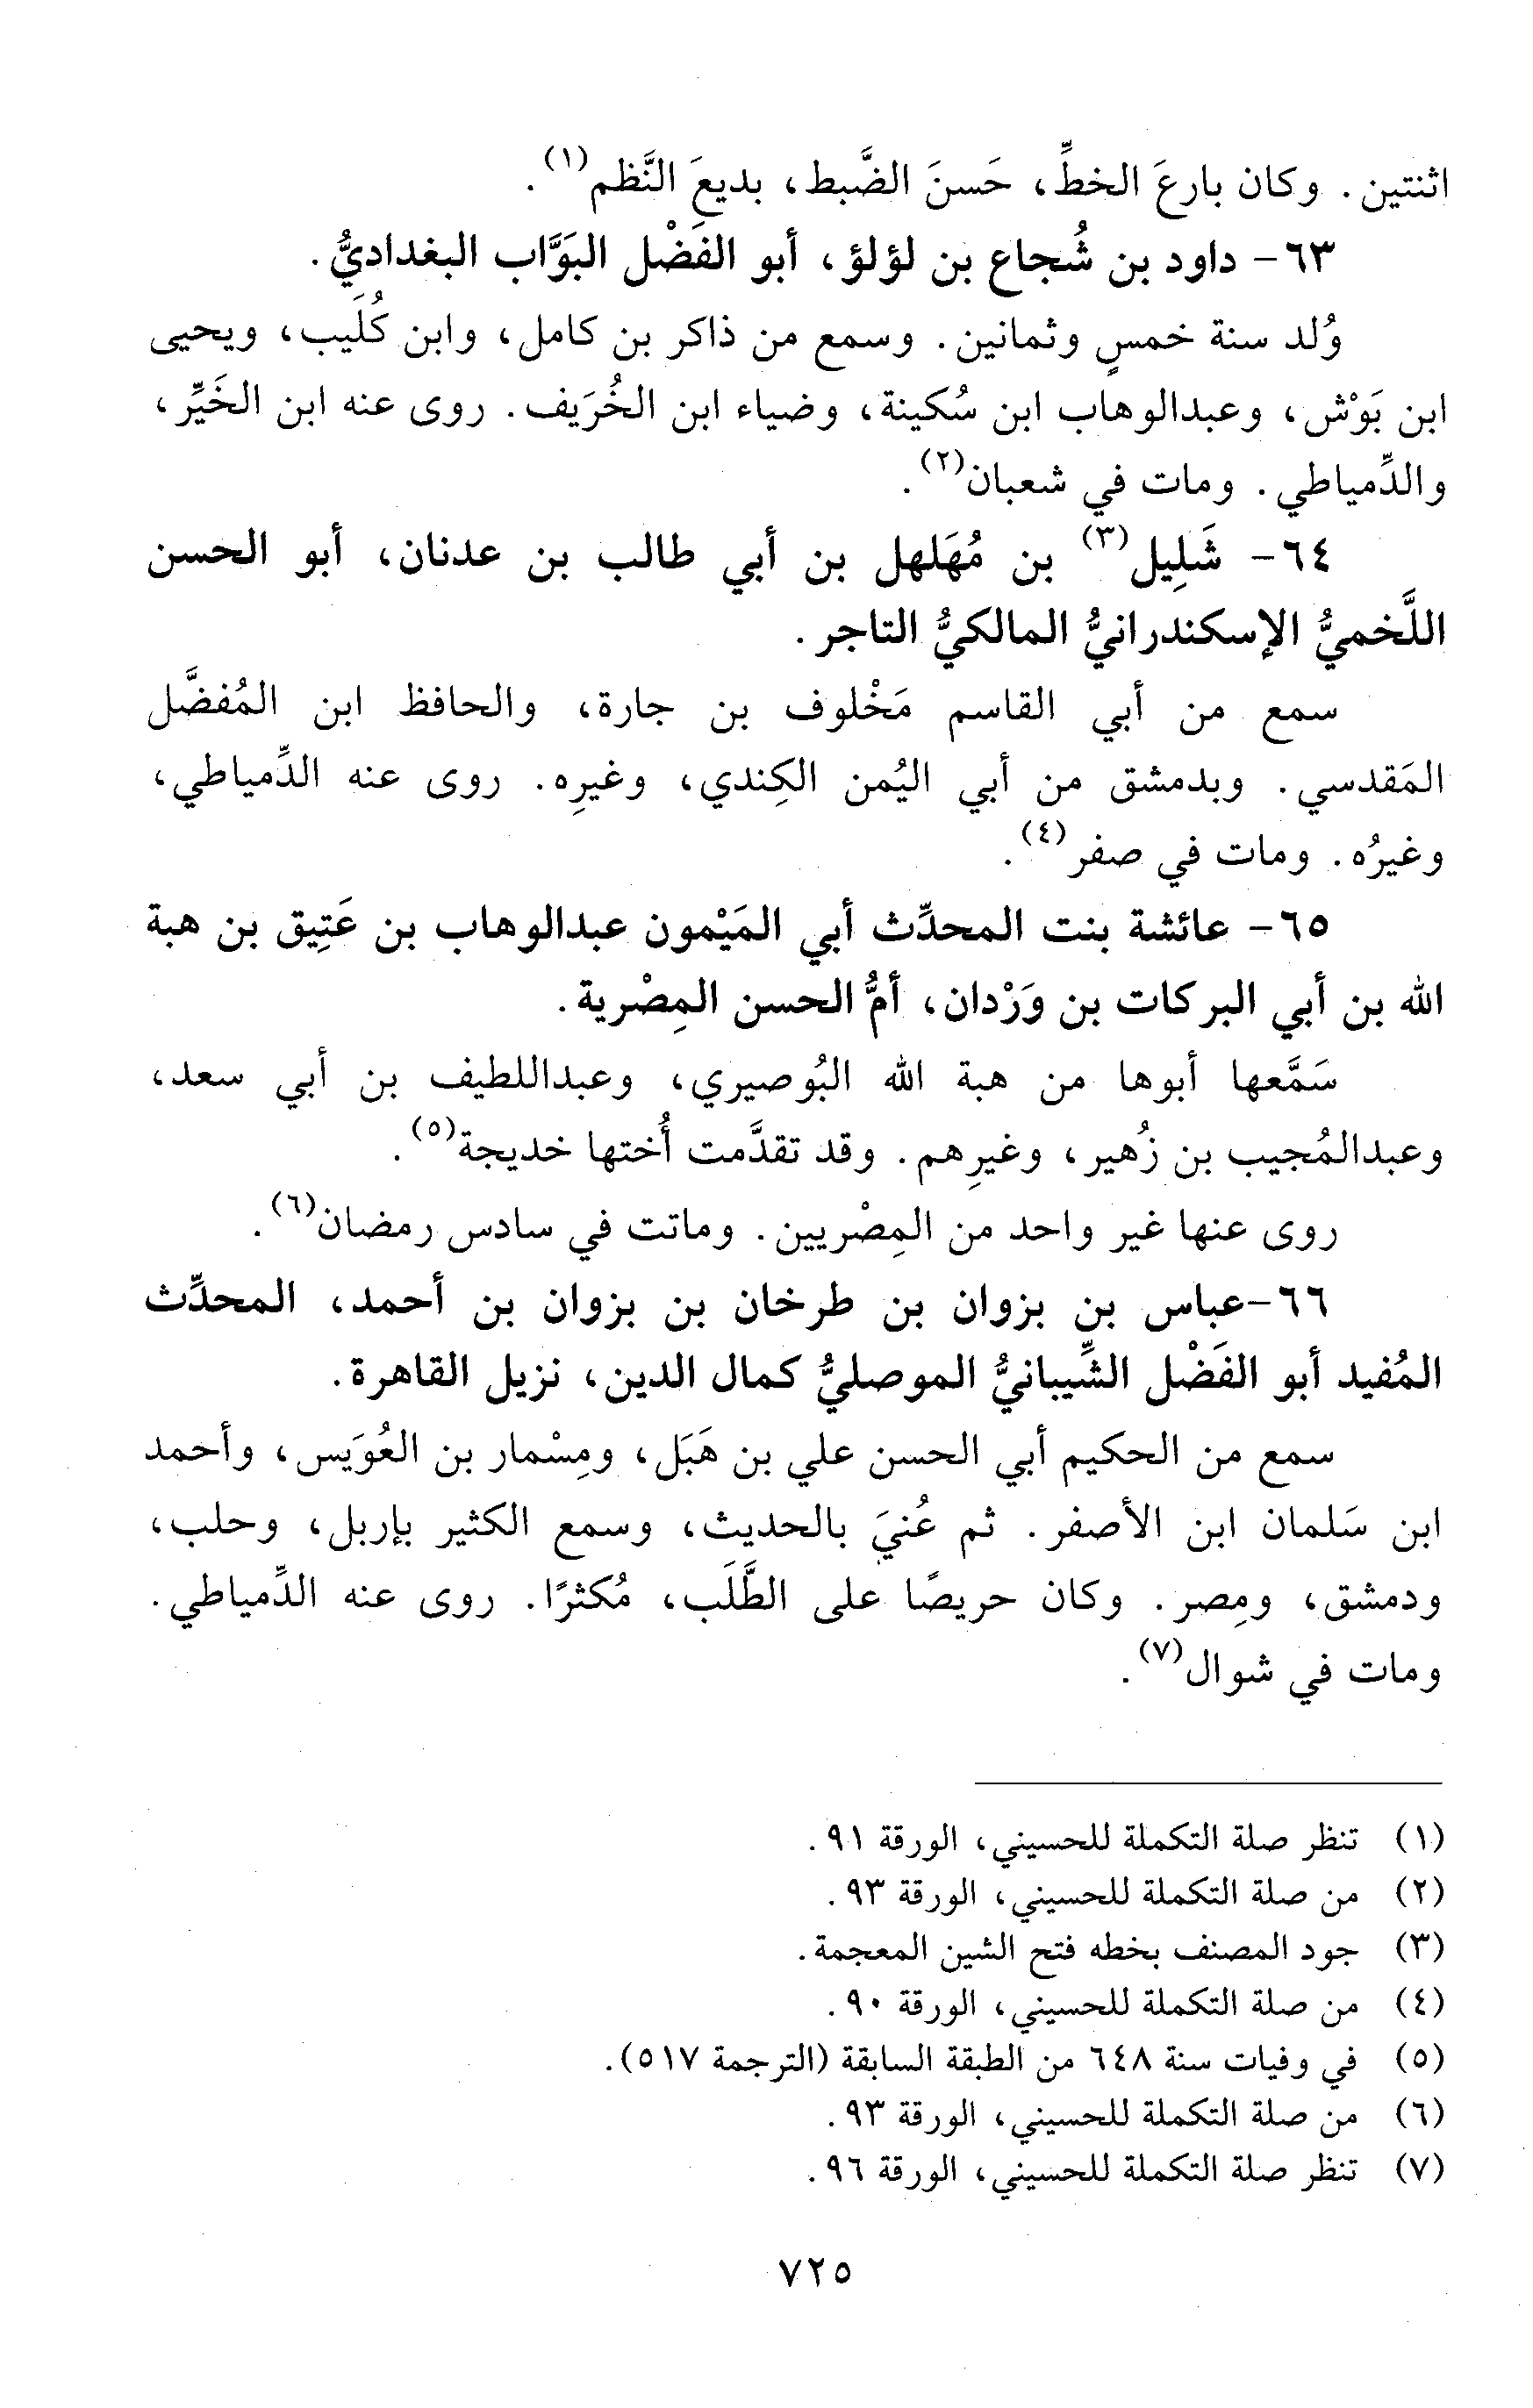 اثنتين. وكان بارعَ الخطِّ، حَسنَ الضَّبط، بديعَ النَّظم(١).
٦٣- داود بن شُجاع بن لؤلؤ، أبو الفَضْل البَوَّاب البغداديُّ.
وُلد سنة خمسٍ وثمانين. وسمع من ذاكر بن كامل، وابن كُلَيب، ويحيى
ابن بَوْش، وعبدالوهاب ابن سُكينة، وضياء ابن الخُرَيف. روى عنه ابن الخَيِّر،
والدِّمياطي. ومات في شعبان(٢).
٦٤- شَلِيل(٣) بن مُهَلهل بن أبي طالب بن عدنان، أبو الحسن
اللَّخميُّ الإسكندرانيُّ المالكيُّ التاجر.
سمع من أبي القاسم مَخْلوف بن جارة، والحافظ ابن المُفضَّل
المَقدسي. وبدمشق من أبي اليُمن الكِندي، وغيرِه. روى عنه الدِّمياطي،
وغيرُه. ومات في صفر(٤).
٦٥- عائشة بنت المحدِّث أبي المَيْمون عبدالوهاب بن عَتِيق بن هبة
الله بن أبي البركات بن وَرْدان، أمُّ الحسن المِصْرية.
سَمَّعها أبوها من هبة الله البُوصيري، وعبداللطيف بن أبي سعد،
وعبدالمُجيب بن زُهير، وغيرِهم. وقد تقدَّمت أُختها خديجة(٥).
روى عنها غير واحد من المِصْريين. وماتت في سادس رمضان(٦).
٦٦-عباس بن بزوان بن طرخان بن بزوان بن أحمد، المحدِّث
المُفيد أبو الفَضْل الشِّيبانيُّ الموصليُّ كمال الدين، نزيل القاهرة.
سمع من الحكيم أبي الحسن علي بن هَبَل، ومِسْمار بن العُوَيس، وأحمد
ابن سَلمان ابن الأصفر. ثم عُنيَ بالحديث، وسمع الكثير بإربل، وحلب،
ودمشق، ومِصر. وكان حريصًا على الطَّلَب، مُكثرًا. روى عنه الدِّمياطي.
ومات في شوال(٧).
(١) تنظر صلة التكملة للحسيني، الورقة ٩١.
(٢) من صلة التكملة للحسيني، الورقة ٩٣.
(٣) جود المصنف بخطه فتح الشين المعجمة.
(٤) من صلة التكملة للحسيني، الورقة ٩٠.
(٥) في وفيات سنة ٦٤٨ من الطبقة السابقة (الترجمة ٥١٧).
(٦) من صلة التكملة للحسيني، الورقة ٩٣.
(٧) تنظر صلة التكملة للحسيني، الورقة ٩٦.
٧٢٥